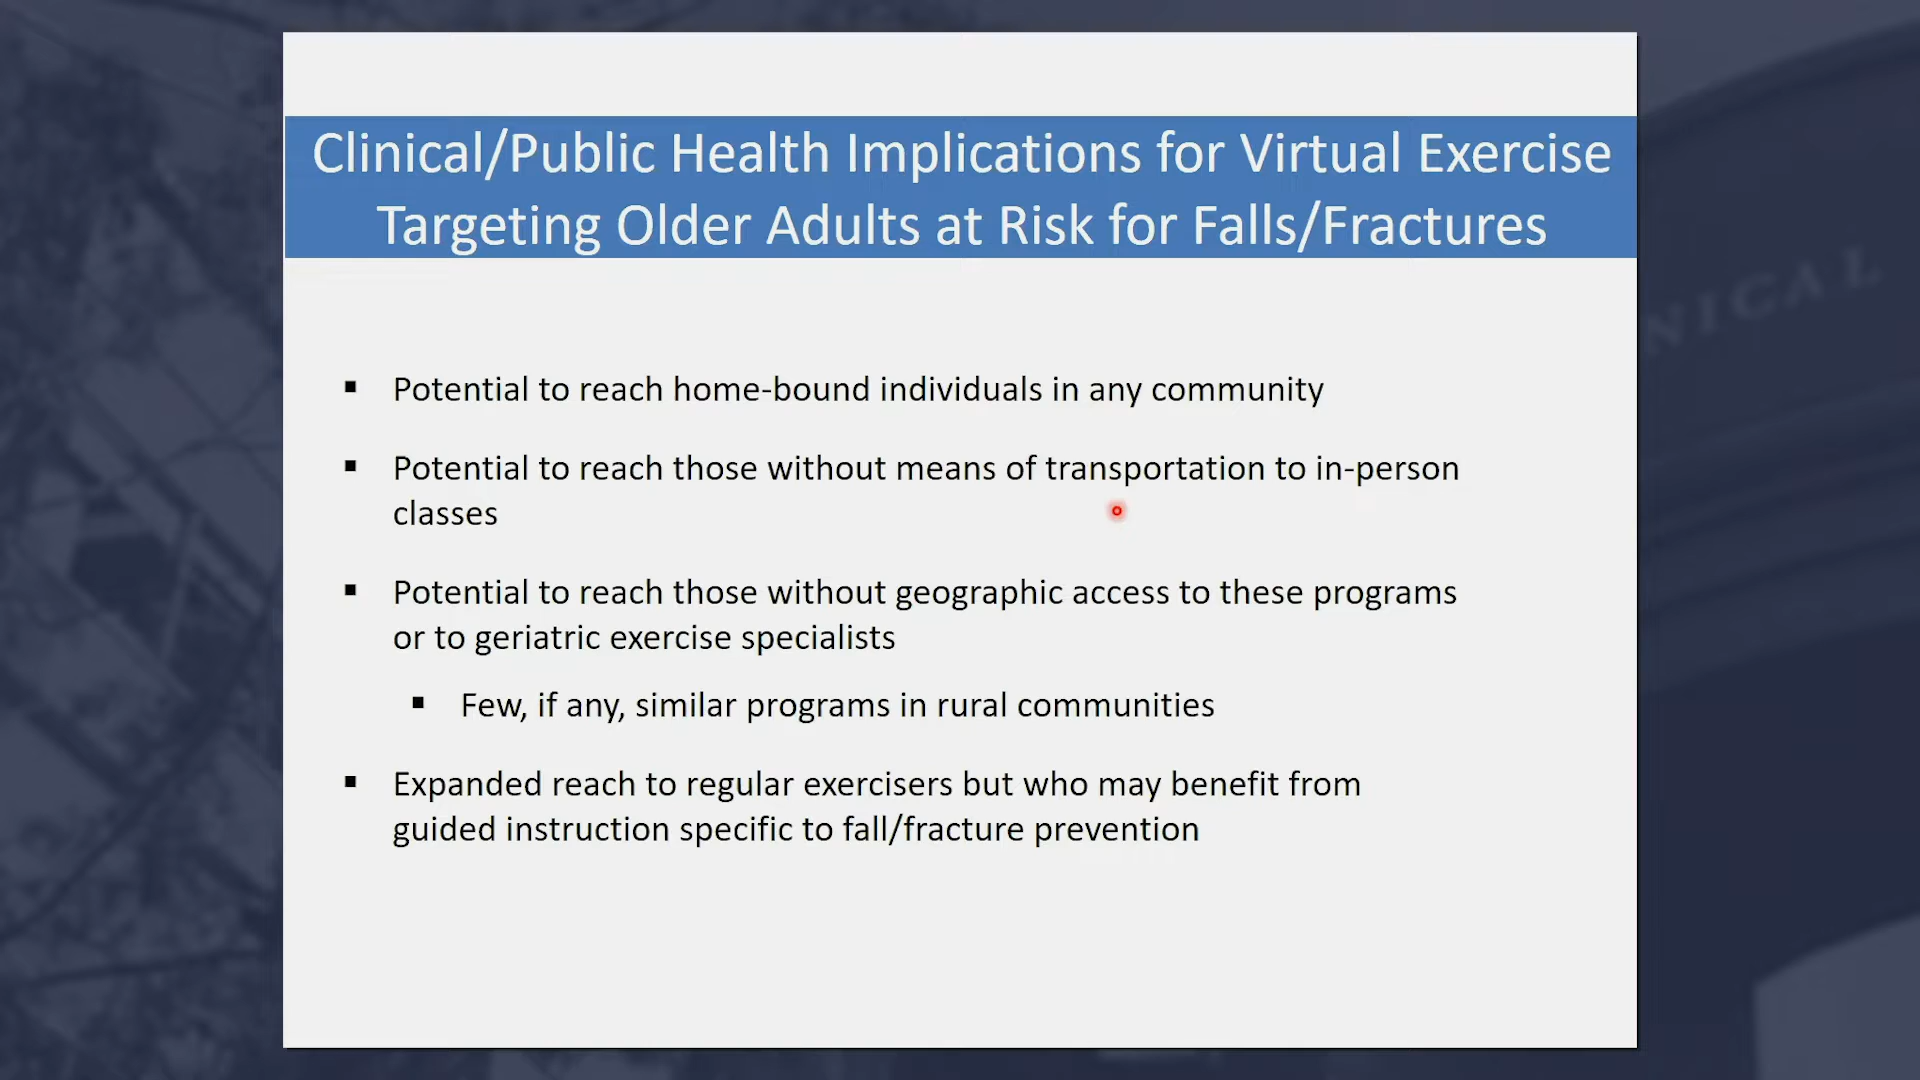 Clinical/Public Health Implications for Virtual Exercise
Targeting Older Adults at Risk for Falls/Fractures
▪ Potential to reach home-bound individuals in any community
▪ Potential to reach those without means of transportation to in-person
classes
▪ Potential to reach those without geographic access to these programs
or to geriatric exercise specialists
▪ Few, if any, similar programs in rural communities
▪ Expanded reach to regular exercisers but who may benefit from
guided instruction specific to fall/fracture prevention
NICAL